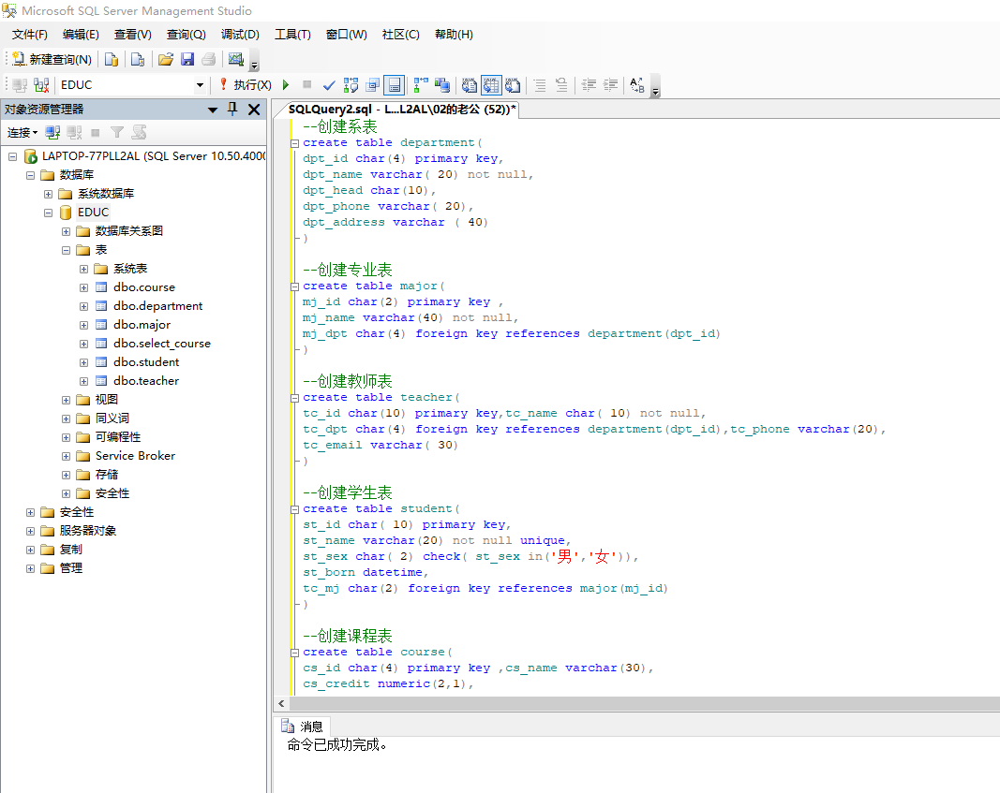 Microsoft SQL Server Management Studio
文件(F) 编辑(E) 查看(V) 查询(Q) 调试(D) 工具(T) 窗口(W) 社区(C) 帮助(H)
新建查询(N)
EDUC 执行(X)
对象资源管理器
连接
LAPTOP-77PLL2AL (SQL Server 10.50.4000
数据库
系统数据库
EDUC
数据库关系图
表
系统表
dbo.course
dbo.department
dbo.major
dbo.select_course
dbo.student
dbo.teacher
视图
同义词
可编程性
Service Broker
存储
安全性
安全性
服务器对象
复制
管理
SQLQuery2.sql - L...L2AL\02的老公 (52))*
--创建系表
create table department(
dpt_id char(4) primary key,
dpt_name varchar( 20) not null,
dpt_head char(10),
dpt_phone varchar( 20),
dpt_address varchar ( 40)
)
--创建专业表
create table major(
mj_id char(2) primary key ,
mj_name varchar(40) not null,
mj_dpt char(4) foreign key references department(dpt_id)
)
--创建教师表
create table teacher(
tc_id char(10) primary key,tc_name char( 10) not null,
tc_dpt char(4) foreign key references department(dpt_id),tc_phone varchar(20),
tc_email varchar( 30)
)
--创建学生表
create table student(
st_id char( 10) primary key,
st_name varchar(20) not null unique,
st_sex char( 2) check( st_sex in('男','女')),
st_born datetime,
tc_mj char(2) foreign key references major(mj_id)
)
--创建课程表
create table course(
cs_id char(4) primary key ,cs_name varchar(30),
cs_credit numeric(2,1),
消息
命令已成功完成。